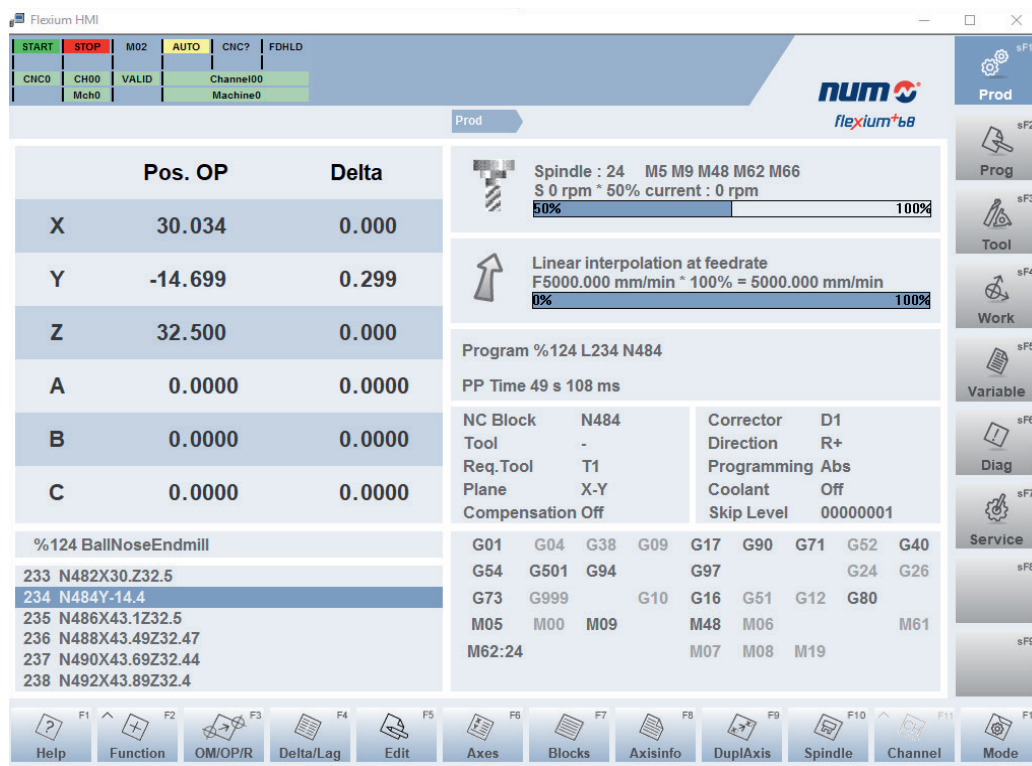 Flexium HMI
START STOP M02 AUTO CNC? FDHLD
CNC0 CH00 VALID Channel00
Mch0 Machine0
num
flexium+68
Prod
Pos. OP Delta
X 30.034 0.000
Y -14.699 0.299
Z 32.500 0.000
A 0.0000 0.0000
B 0.0000 0.0000
C 0.0000 0.0000
%124 BallNoseEndmill
233 N482X30.Z32.5
234 N484Y-14.4
235 N486X43.1Z32.5
236 N488X43.49Z32.47
237 N490X43.69Z32.44
238 N492X43.89Z32.4
Spindle : 24 M5 M9 M48 M62 M66
S 0 rpm * 50% current : 0 rpm
50% 100%
Linear interpolation at feedrate
F5000.000 mm/min * 100% = 5000.000 mm/min
0% 100%
Program %124 L234 N484
PP Time 49 s 108 ms
NC Block N484
Tool -
Req.Tool T1
Plane X-Y
Compensation Off
Corrector D1
Direction R+
Programming Abs
Coolant Off
Skip Level 00000001
G01 G04 G38 G09 G17 G90 G71 G52 G40
G54 G501 G94 G97 G24 G26
G73 G999 G10 G16 G51 G12 G80
M05 M00 M09 M48 M06 M61
M62:24 M07 M08 M19
sF1
Prod
sF2
Prog
sF3
Tool
sF4
Work
sF5
Variable
sF6
Diag
sF7
Service
sF8
sF9
F1 Help
F2 Function
F3 OM/OP/R
F4 Delta/Lag
F5 Edit
F6 Axes
F7 Blocks
F8 Axisinfo
F9 DuplAxis
F10 Spindle
F11 Channel
Mode